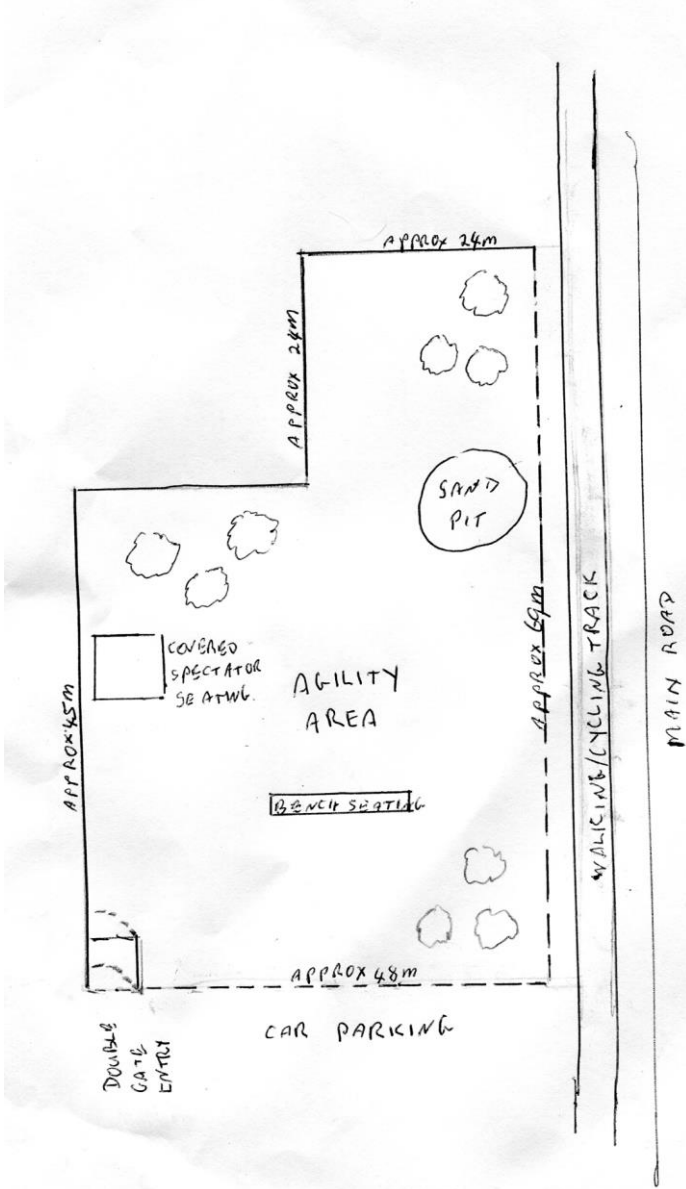 APPROX 24M
APPROX 24M
SAND
PIT
COVERED
SPECTATOR
SEATING.
AGILITY
AREA
APPROX 45M
APPROX 69M
WALKING/CYCLING TRACK
MAIN ROAD
BENCH SEATING
APPROX 48M
CAR PARKING
DOUBLE
GATE
ENTRY